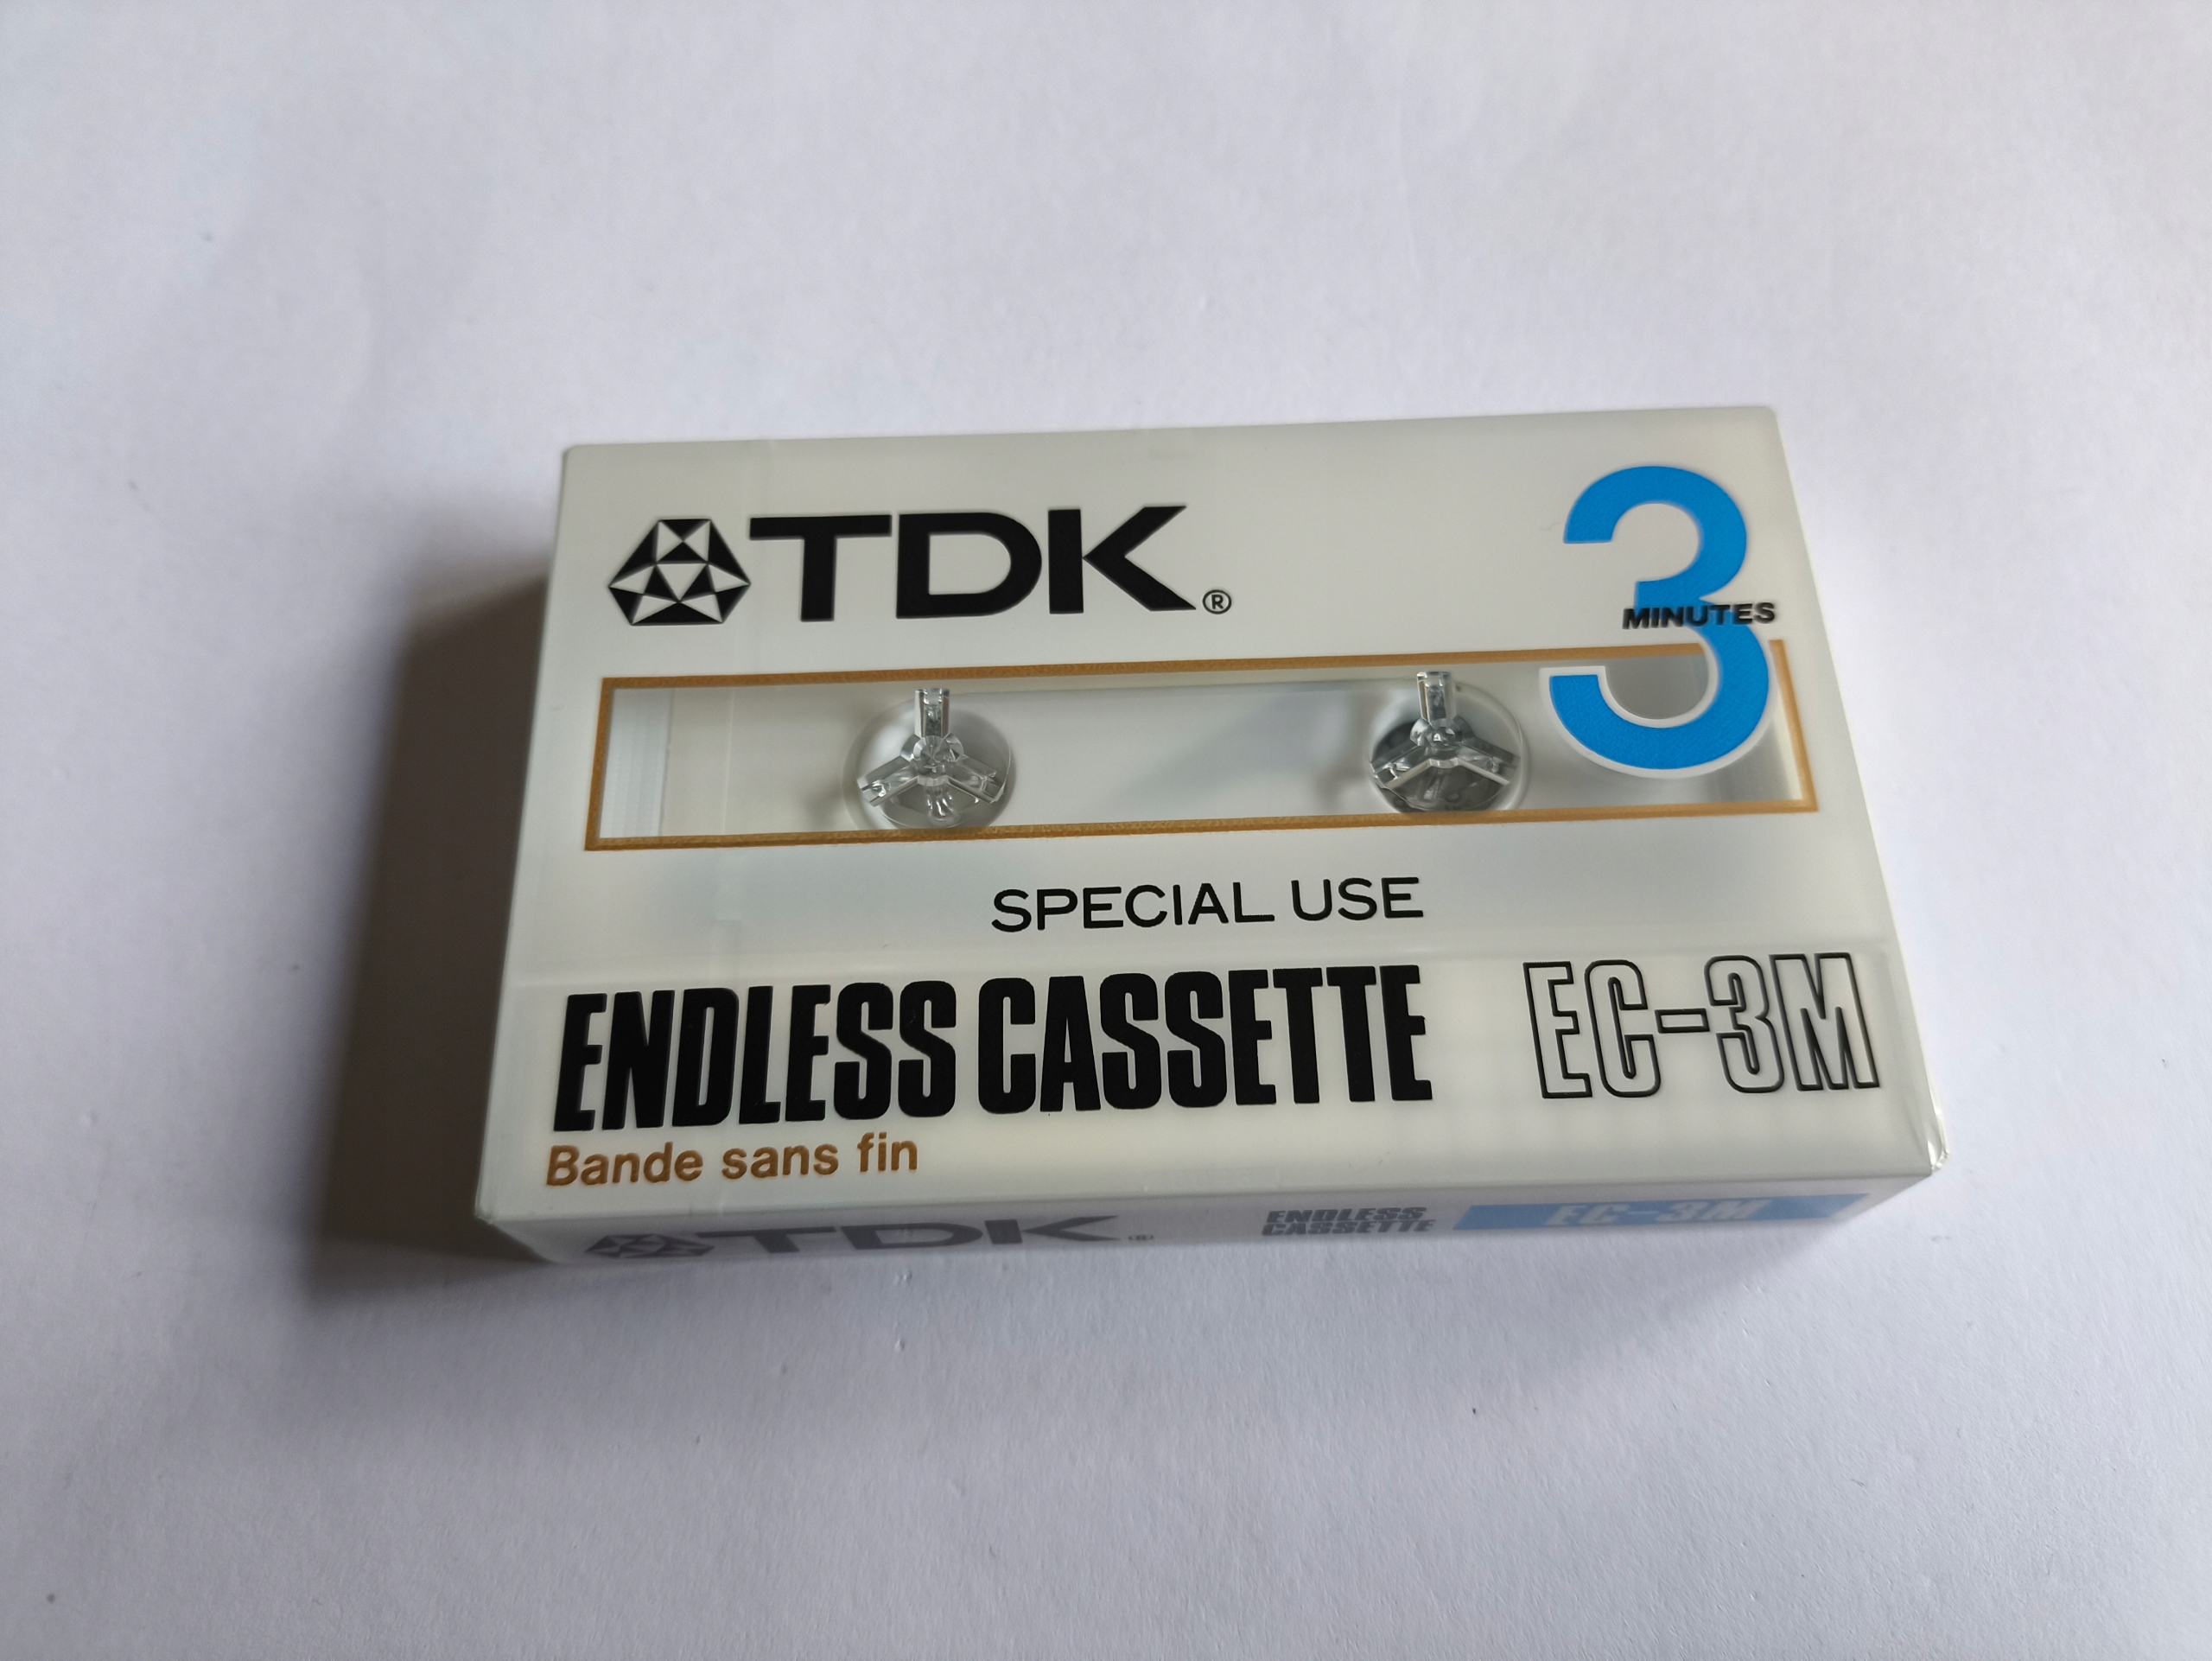 TDK®
3
MINUTES
SPECIAL USE
ENDLESS CASSETTE EC-3M
Bande sans fin
TDK® ENDLESS CASSETTE EC-3M